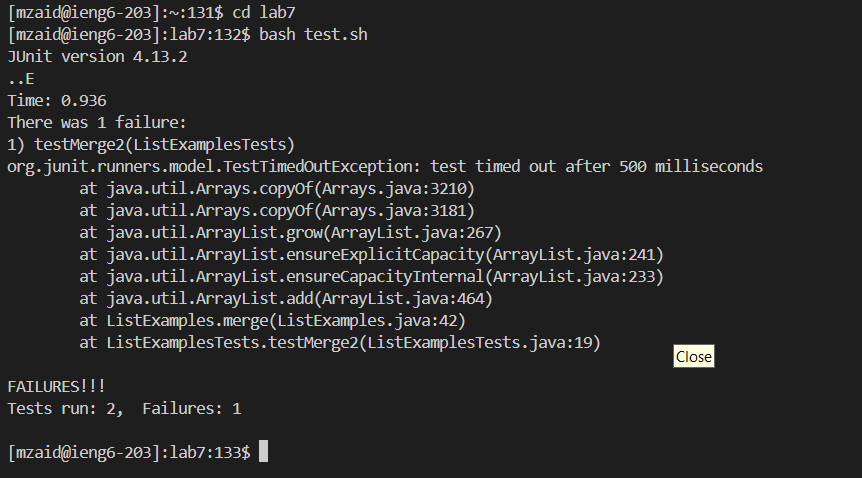 [mzaid@ieng6-203]:~:131$ cd lab7
[mzaid@ieng6-203]:lab7:132$ bash test.sh
JUnit version 4.13.2
..E
Time: 0.936
There was 1 failure:
1) testMerge2(ListExamplesTests)
org.junit.runners.model.TestTimedOutException: test timed out after 500 milliseconds
        at java.util.Arrays.copyOf(Arrays.java:3210)
        at java.util.Arrays.copyOf(Arrays.java:3181)
        at java.util.ArrayList.grow(ArrayList.java:267)
        at java.util.ArrayList.ensureExplicitCapacity(ArrayList.java:241)
        at java.util.ArrayList.ensureCapacityInternal(ArrayList.java:233)
        at java.util.ArrayList.add(ArrayList.java:464)
        at ListExamples.merge(ListExamples.java:42)
        at ListExamplesTests.testMerge2(ListExamplesTests.java:19)
Close
FAILURES!!!
Tests run: 2,  Failures: 1
[mzaid@ieng6-203]:lab7:133$